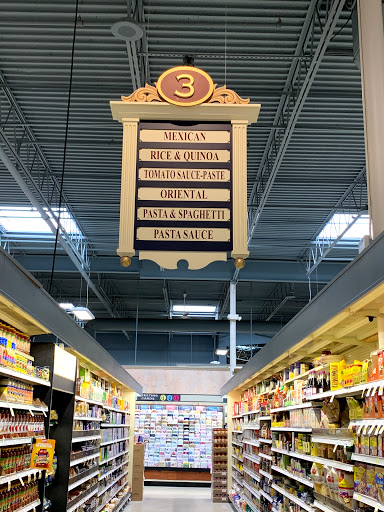 3
MEXICAN
RICE & QUINOA
TOMATO SAUCE-PASTE
ORIENTAL
PASTA & SPAGHETTI
PASTA SAUCE